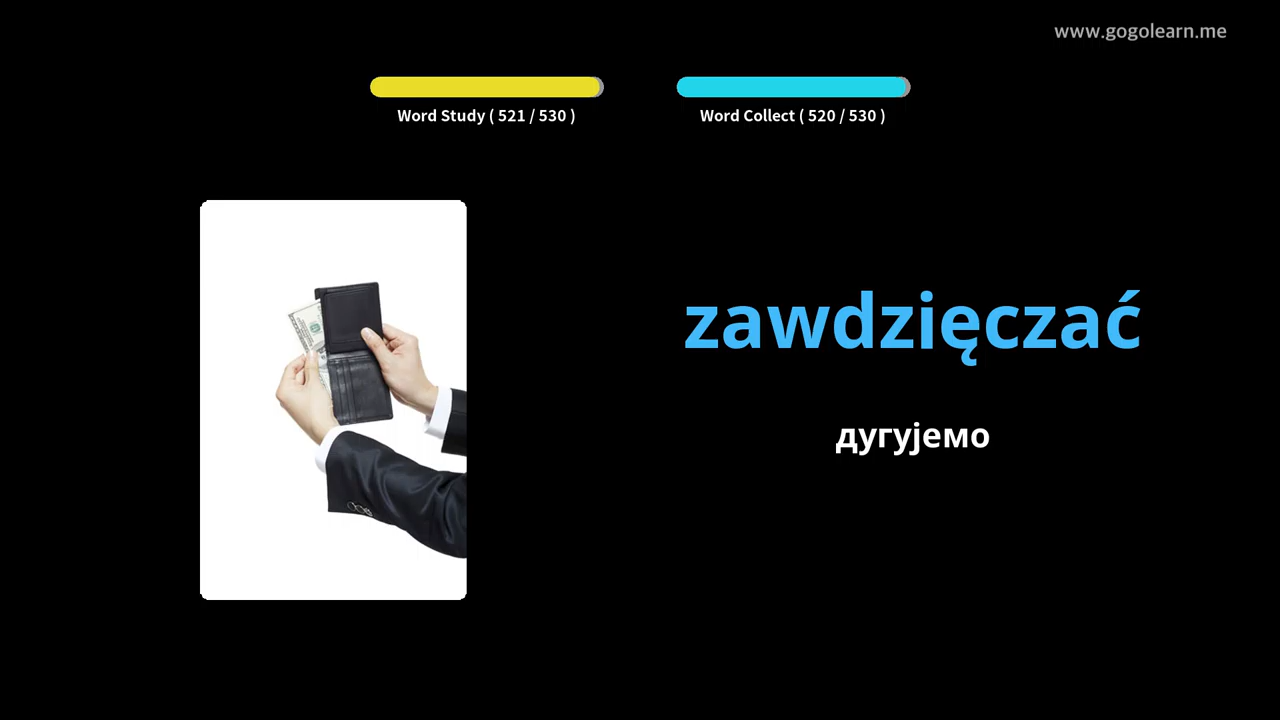 www.gogolearn.me
Word Study ( 521 / 530 )
Word Collect ( 520 / 530 )
zawdzięczać
дугујемо